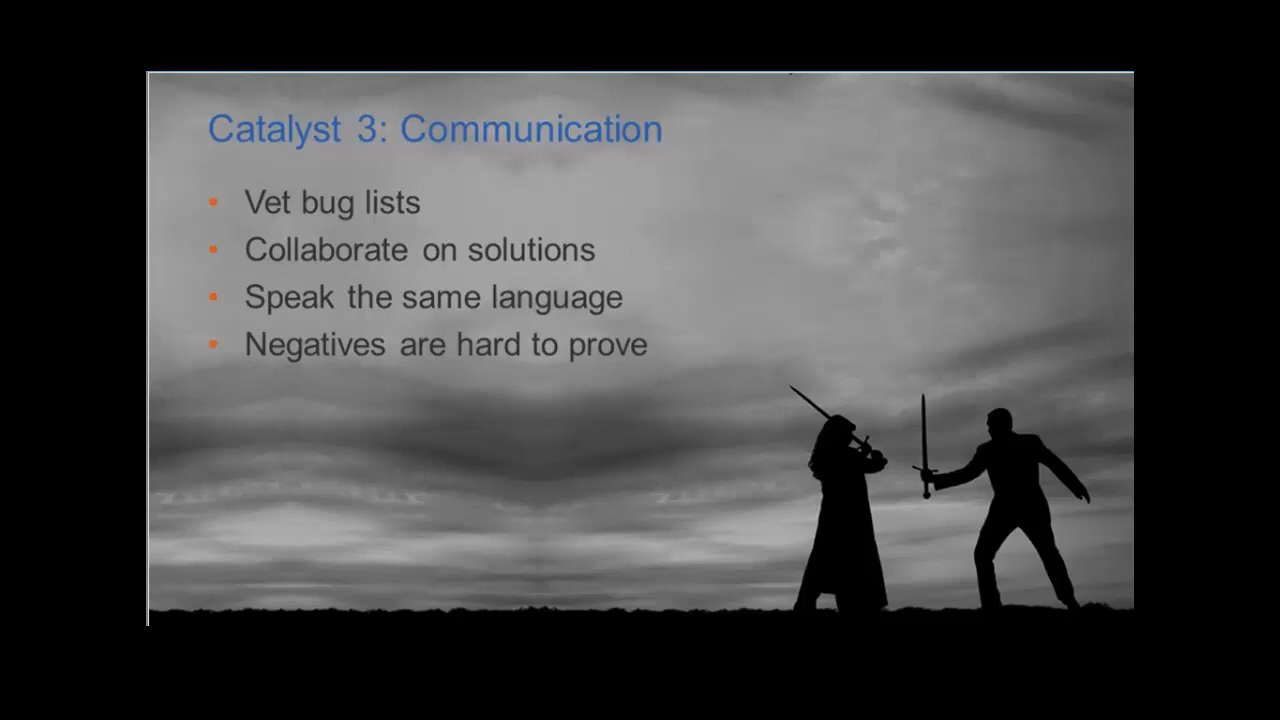 Catalyst 3: Communication
• Vet bug lists
• Collaborate on solutions
• Speak the same language
• Negatives are hard to prove